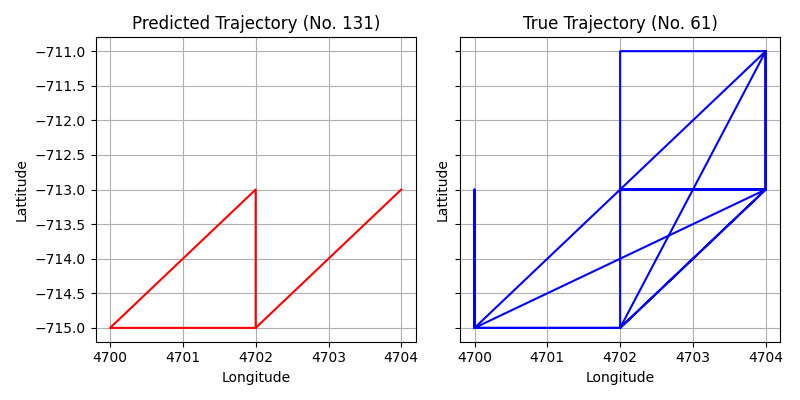 Predicted Trajectory (No. 131)
True Trajectory (No. 61)
−711.0
−711.5
−712.0
−712.5
−713.0
−713.5
−714.0
−714.5
−715.0
Lattitude
Lattitude
4700 4701 4702 4703 4704
4700 4701 4702 4703 4704
Longitude
Longitude